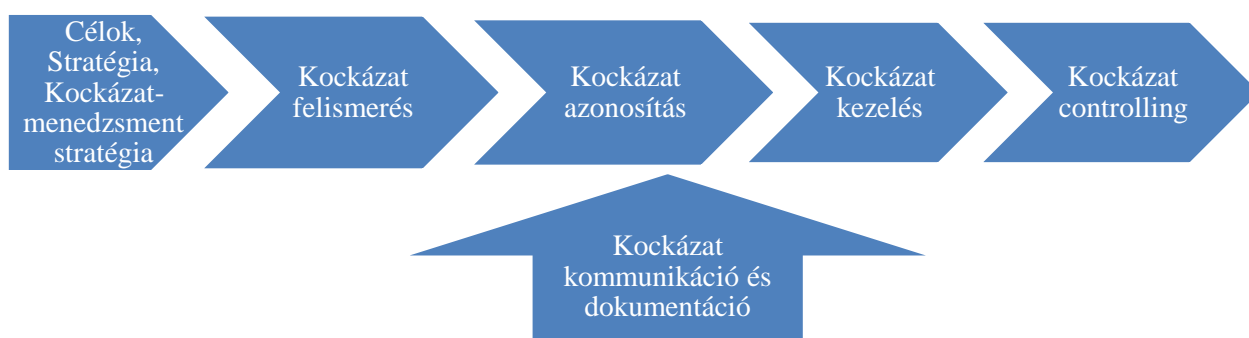 Célok,
Stratégia,
Kockázat-
menedzsment
stratégia
Kockázat
felismerés
Kockázat
azonosítás
Kockázat
kezelés
Kockázat
controlling
Kockázat
kommunikáció és
dokumentáció